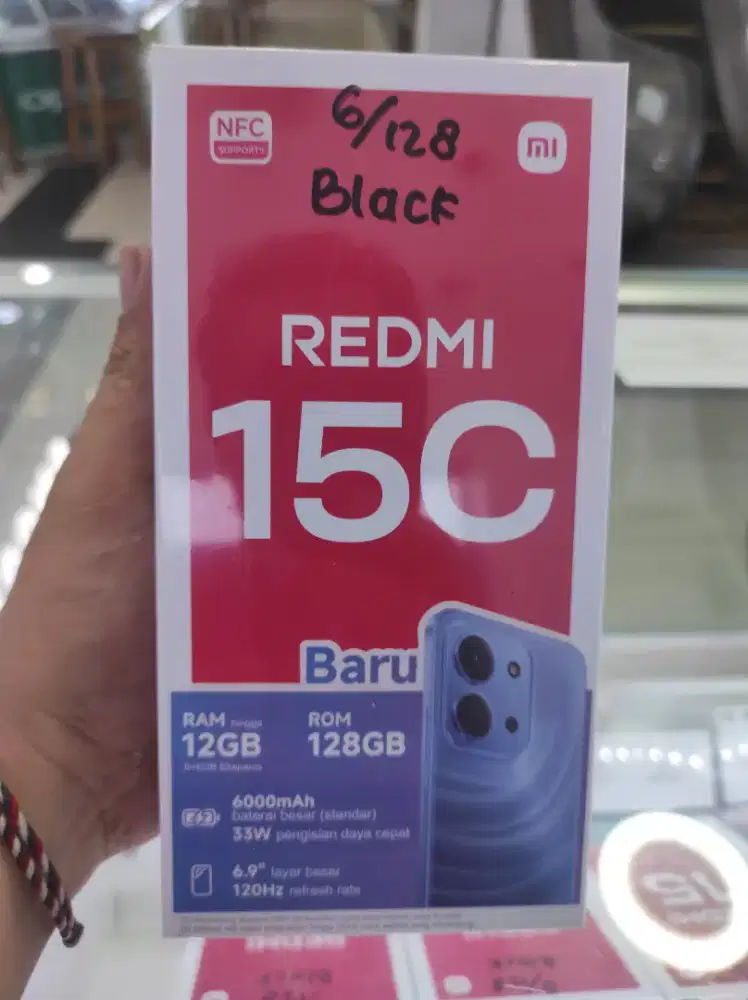 NFC
SUPPORTS
6/128
Black
REDMI
15C
Baru
RAM hingga
12GB
ROM
128GB
6000mAh
baterai besar (standar)
33W pengisian daya cepat
6.9" layar besar
120Hz refresh rate